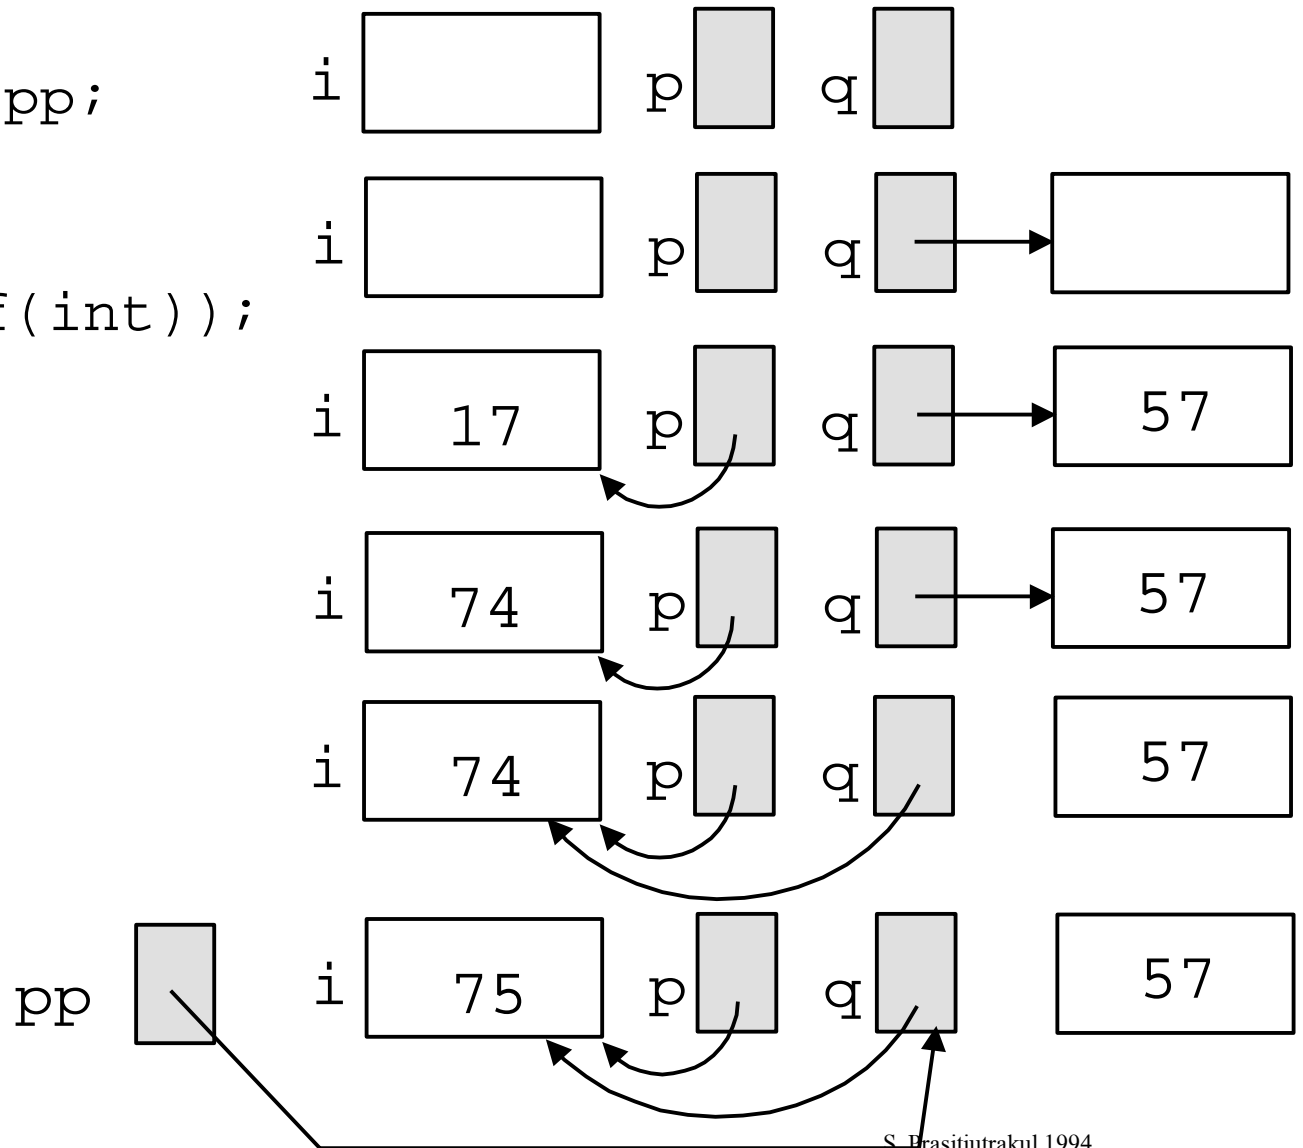 pp; i p q
i p q
f(int));
i 17 p q 57
i 74 p q 57
i 74 p q 57
pp i 75 p q 57
S. Prasitjutrakul 1994